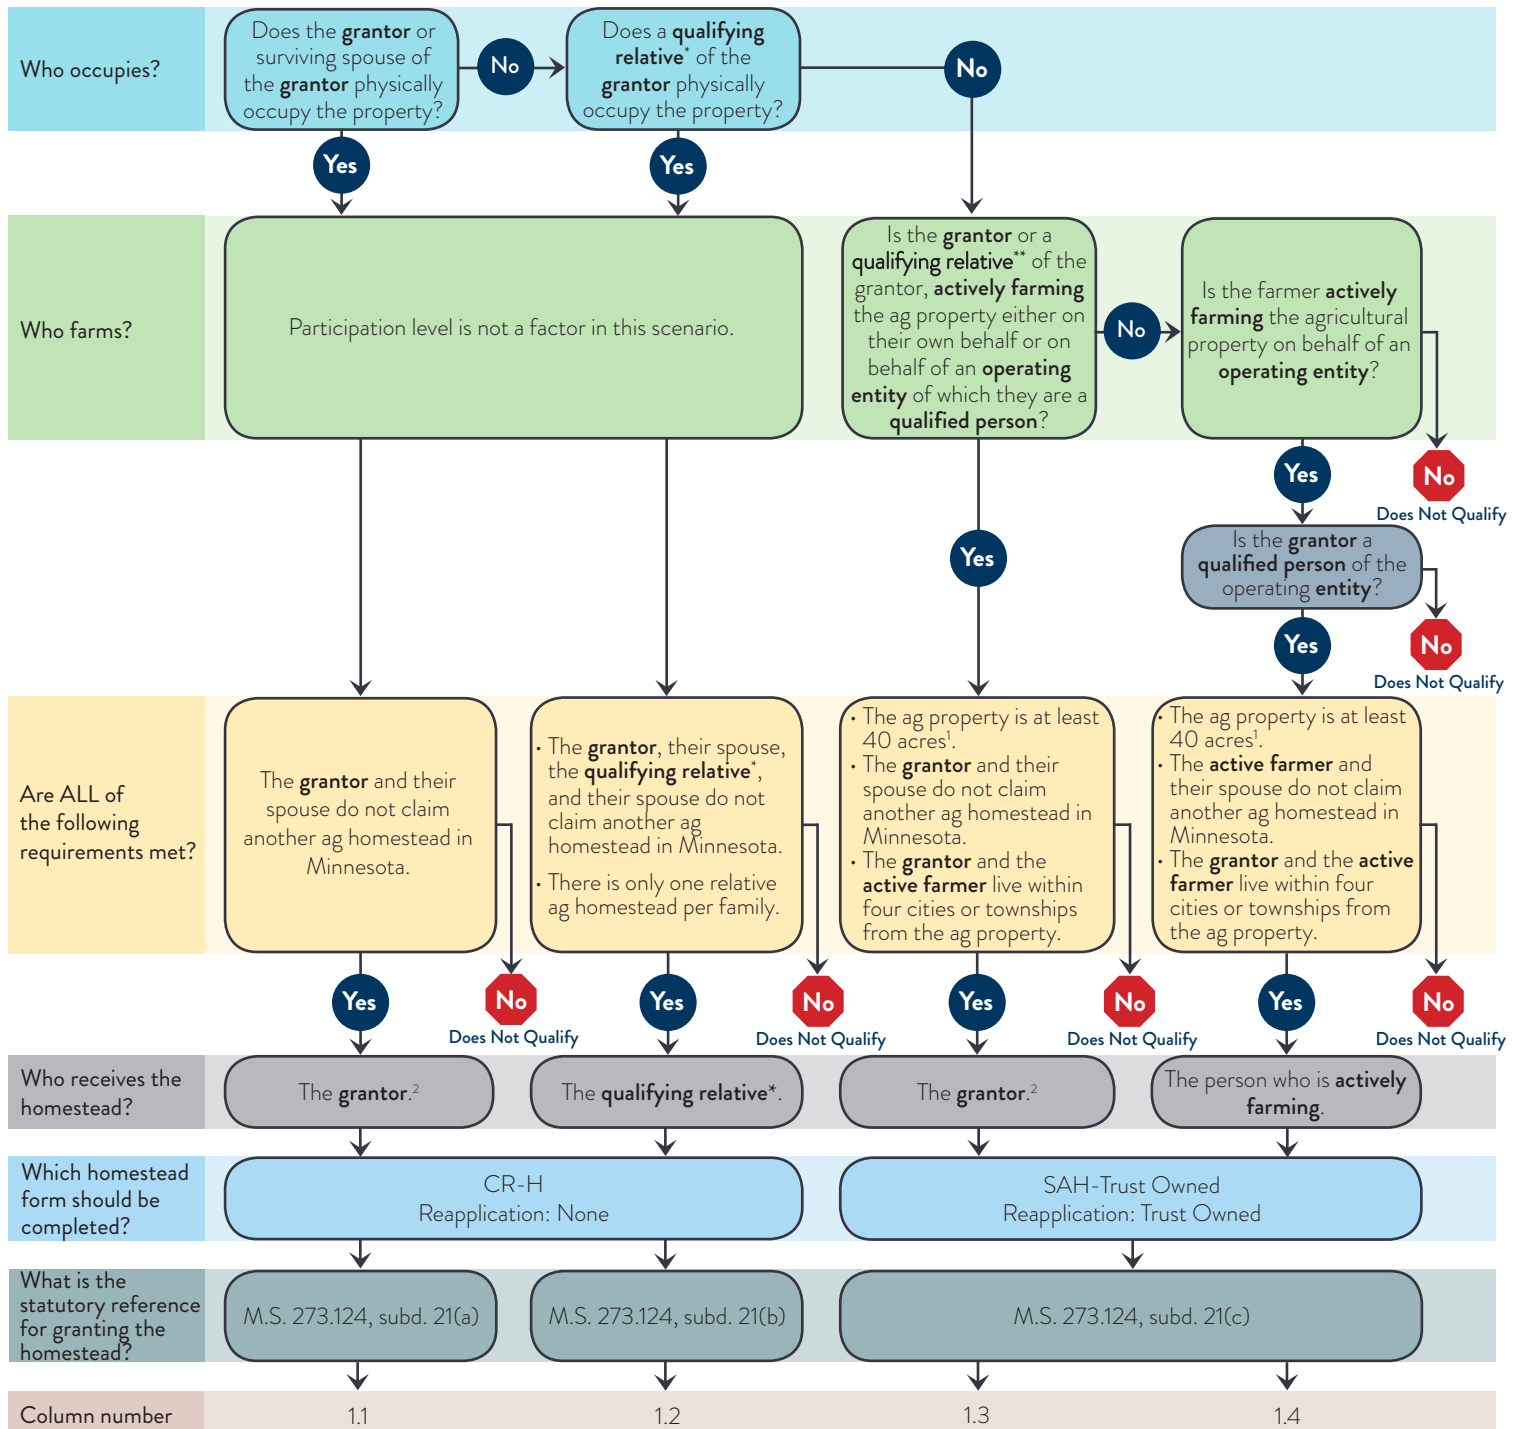 Who occupies?
Does the grantor or
surviving spouse of
the grantor physically
occupy the property?
No
Does a qualifying
relative* of the
grantor physically
occupy the property?
No
Yes
Yes
Who farms?
Participation level is not a factor in this scenario.
Is the grantor or a
qualifying relative** of the
grantor, actively farming
the ag property either on
their own behalf or on
behalf of an operating
entity of which they are a
qualified person?
No
Is the farmer actively
farming the agricultural
property on behalf of an
operating entity?
Yes
No
Does Not Qualify
Yes
Is the grantor a
qualified person of the
operating entity?
Yes
No
Does Not Qualify
Are ALL of
the following
requirements met?
The grantor and their
spouse do not claim
another ag homestead in
Minnesota.
• The grantor, their spouse,
the qualifying relative*,
and their spouse do not
claim another ag
homestead in Minnesota.
• There is only one relative
ag homestead per family.
• The ag property is at least
40 acres¹.
• The grantor and their
spouse do not claim
another ag homestead in
Minnesota.
• The grantor and the
active farmer live within
four cities or townships
from the ag property.
• The ag property is at least
40 acres¹.
• The active farmer and
their spouse do not claim
another ag homestead in
Minnesota.
• The grantor and the active
farmer live within four
cities or townships from
the ag property.
Yes
No
Does Not Qualify
Yes
No
Does Not Qualify
Yes
No
Does Not Qualify
Yes
No
Does Not Qualify
Who receives the
homestead?
The grantor.²
The qualifying relative*.
The grantor.²
The person who is actively
farming.
Which homestead
form should be
completed?
CR-H
Reapplication: None
SAH-Trust Owned
Reapplication: Trust Owned
What is the
statutory reference
for granting the
homestead?
M.S. 273.124, subd. 21(a)
M.S. 273.124, subd. 21(b)
M.S. 273.124, subd. 21(c)
Column number
1.1
1.2
1.3
1.4